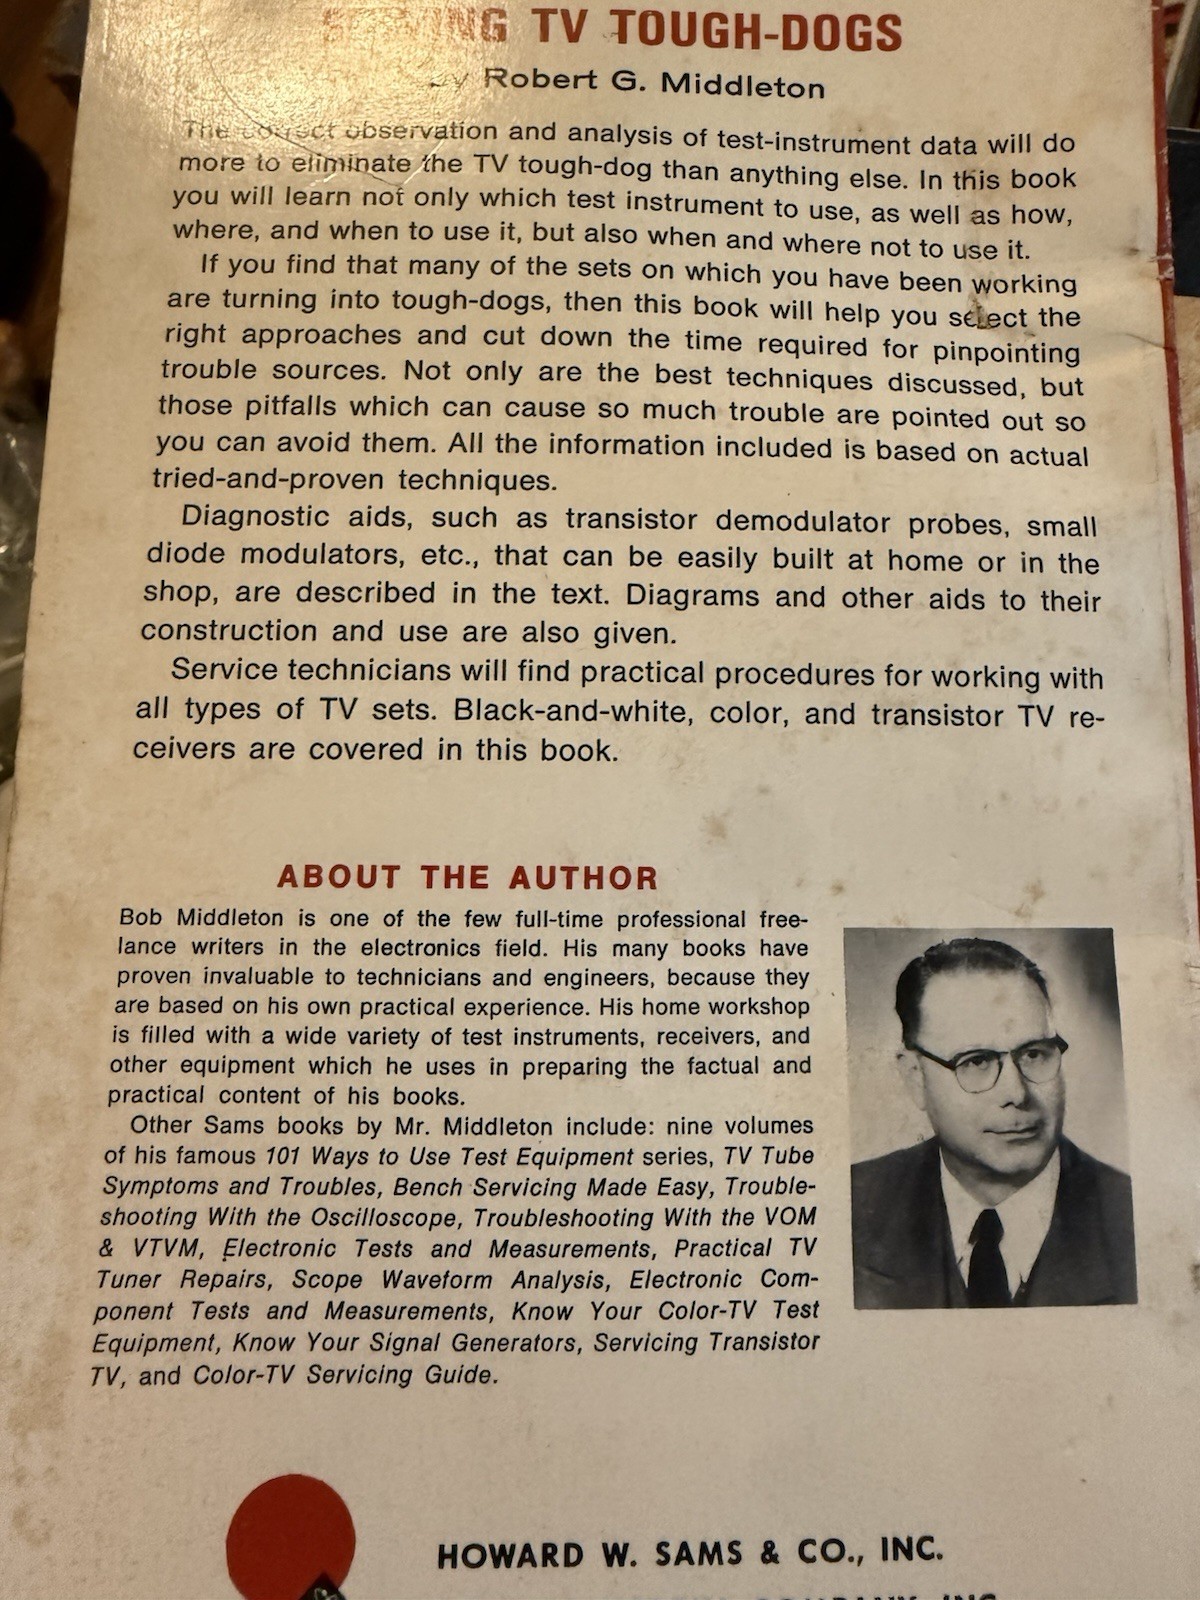 SOLVING TV TOUGH-DOGS
by Robert G. Middleton
The correct observation and analysis of test-instrument data will do
more to eliminate the TV tough-dog than anything else. In this book
you will learn not only which test instrument to use, as well as how,
where, and when to use it, but also when and where not to use it.
If you find that many of the sets on which you have been working
are turning into tough-dogs, then this book will help you select the
right approaches and cut down the time required for pinpointing
trouble sources. Not only are the best techniques discussed, but
those pitfalls which can cause so much trouble are pointed out so
you can avoid them. All the information included is based on actual
tried-and-proven techniques.
Diagnostic aids, such as transistor demodulator probes, small
diode modulators, etc., that can be easily built at home or in the
shop, are described in the text. Diagrams and other aids to their
construction and use are also given.
Service technicians will find practical procedures for working with
all types of TV sets. Black-and-white, color, and transistor TV re-
ceivers are covered in this book.
ABOUT THE AUTHOR
Bob Middleton is one of the few full-time professional free-
lance writers in the electronics field. His many books have
proven invaluable to technicians and engineers, because they
are based on his own practical experience. His home workshop
is filled with a wide variety of test instruments, receivers, and
other equipment which he uses in preparing the factual and
practical content of his books.
Other Sams books by Mr. Middleton include: nine volumes
of his famous 101 Ways to Use Test Equipment series, TV Tube
Symptoms and Troubles, Bench Servicing Made Easy, Trouble-
shooting With the Oscilloscope, Troubleshooting With the VOM
& VTVM, Electronic Tests and Measurements, Practical TV
Tuner Repairs, Scope Waveform Analysis, Electronic Com-
ponent Tests and Measurements, Know Your Color-TV Test
Equipment, Know Your Signal Generators, Servicing Transistor
TV, and Color-TV Servicing Guide.
HOWARD W. SAMS & CO., INC.
COMPANY, INC.